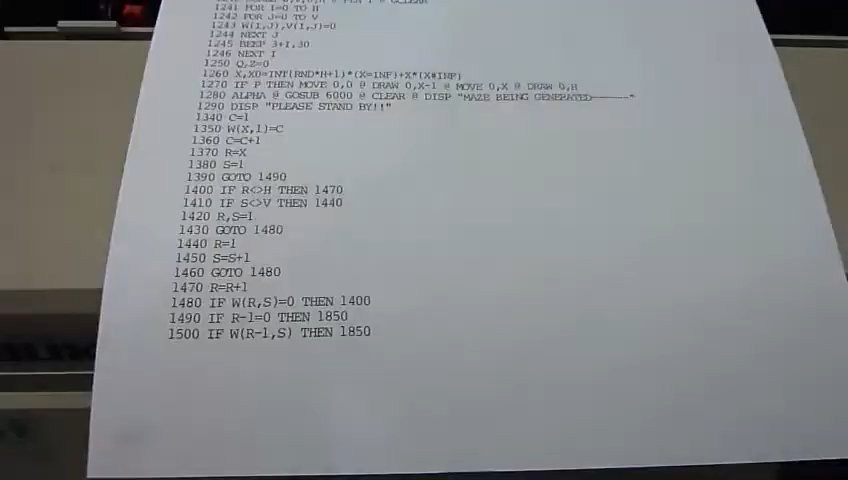 1241 FOR I=0 TO H
1242 FOR J=0 TO V
1243 W(I,J),V(I,J)=0
1244 NEXT J
1245 BEEP 3+I,30
1246 NEXT I
1250 Q,Z=0
1260 X,X0=INT(RND*H+1)*(X=INF)+X*(X#INF)
1270 IF P THEN MOVE 0,0 @ DRAW 0,X-1 @ MOVE 0,X @ DRAW 0,H
1280 ALPHA @ GOSUB 6000 @ CLEAR @ DISP "MAZE BEING GENERATED------"
1290 DISP "PLEASE STAND BY!!"
1340 C=1
1350 W(X,1)=C
1360 C=C+1
1370 R=X
1380 S=1
1390 GOTO 1490
1400 IF R<>H THEN 1470
1410 IF S<>V THEN 1440
1420 R,S=1
1430 GOTO 1480
1440 R=1
1450 S=S+1
1460 GOTO 1480
1470 R=R+1
1480 IF W(R,S)=0 THEN 1400
1490 IF R-1=0 THEN 1850
1500 IF W(R-1,S) THEN 1850